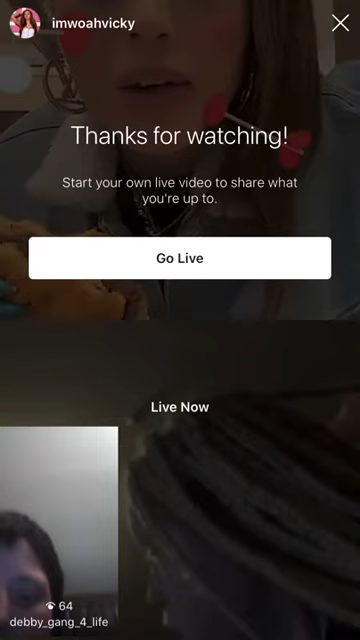 imwoahvicky
Thanks for watching!
Start your own live video to share what
you're up to.
Go Live
Live Now
64
debby_gang_4_life